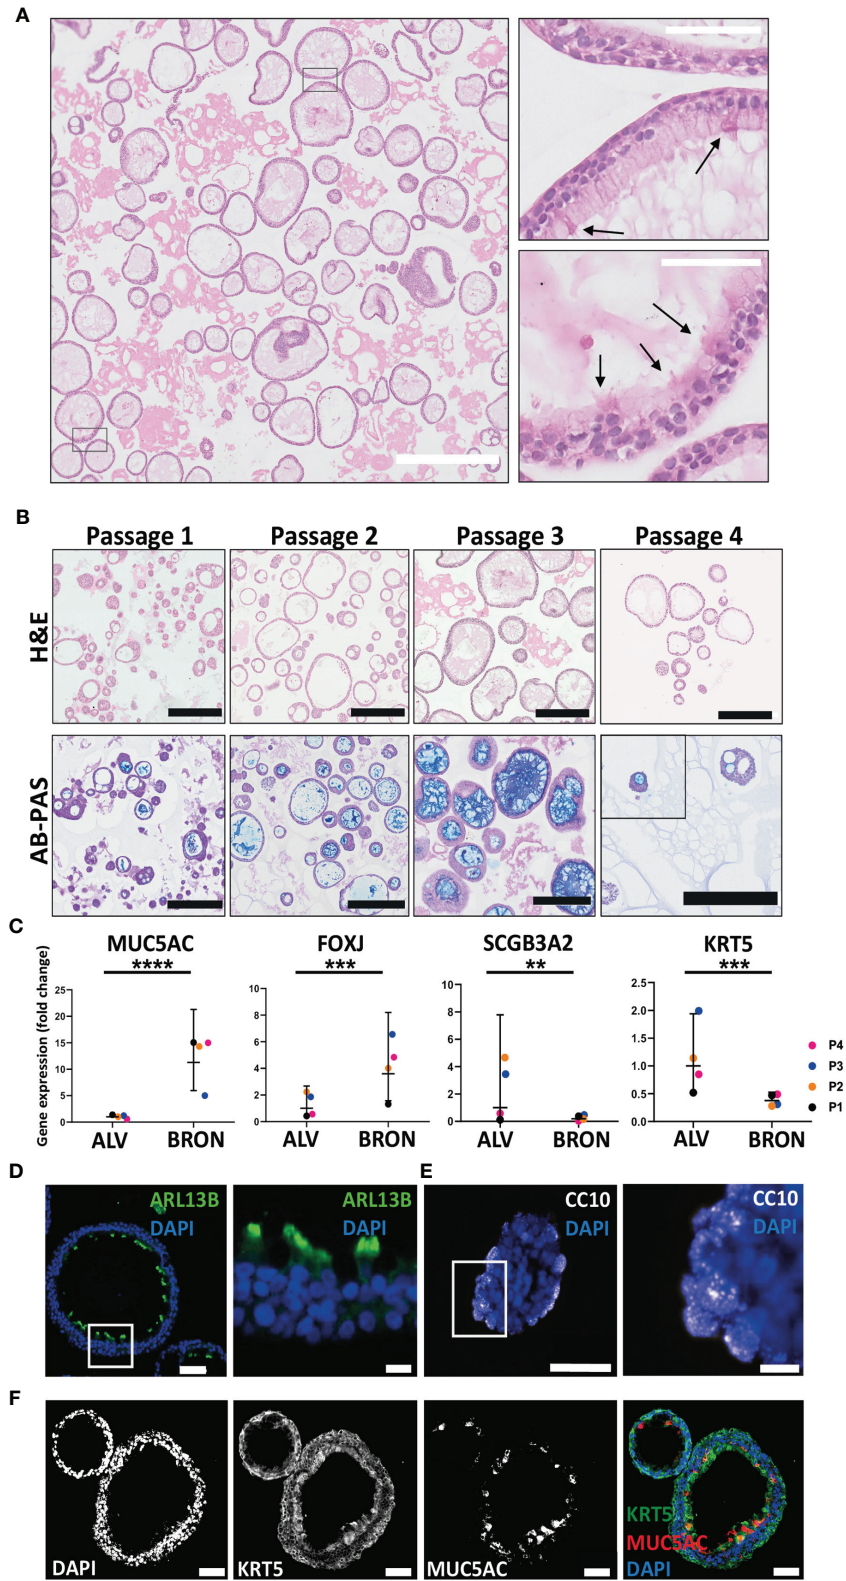 A
B
Passage 1 Passage 2 Passage 3 Passage 4
H&E
AB-PAS
C
MUC5AC FOXJ SCGB3A2 KRT5
**** *** ** ***
Gene expression (fold change)
25
20
15
10
5
0
ALV BRON
10
8
6
4
2
0
ALV BRON
10
8
6
4
2
0
ALV BRON
2.5
2.0
1.5
1.0
0.5
0.0
ALV BRON
P4
P3
P2
P1
D
ARL13B
DAPI
ARL13B
DAPI
E
CC10
DAPI
CC10
DAPI
F
DAPI
KRT5
MUC5AC
KRT5
MUC5AC
DAPI